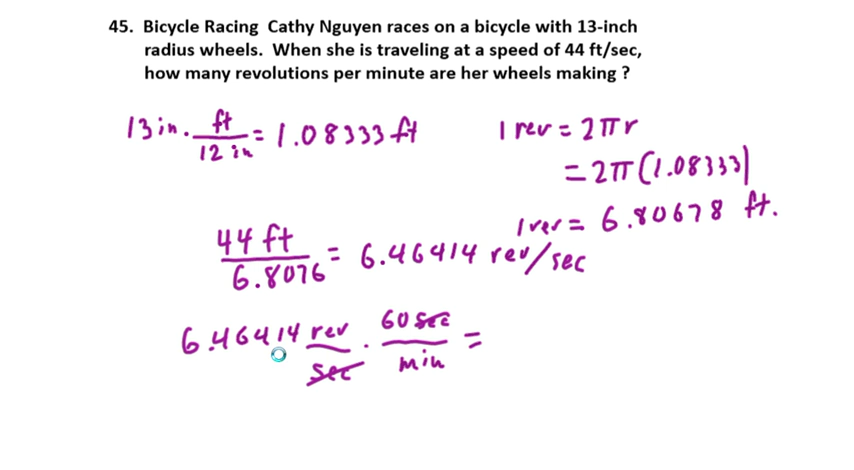 45. Bicycle Racing Cathy Nguyen races on a bicycle with 13-inch
radius wheels. When she is traveling at a speed of 44 ft/sec,
how many revolutions per minute are her wheels making ?
13 in. · ft / 12 in = 1.08333 ft
1 rev = 2πr
= 2π(1.08333)
1 rev = 6.80678 ft.
44 ft / 6.8076 = 6.46414 rev/sec
6.46414 rev / sec · 60 sec / min =